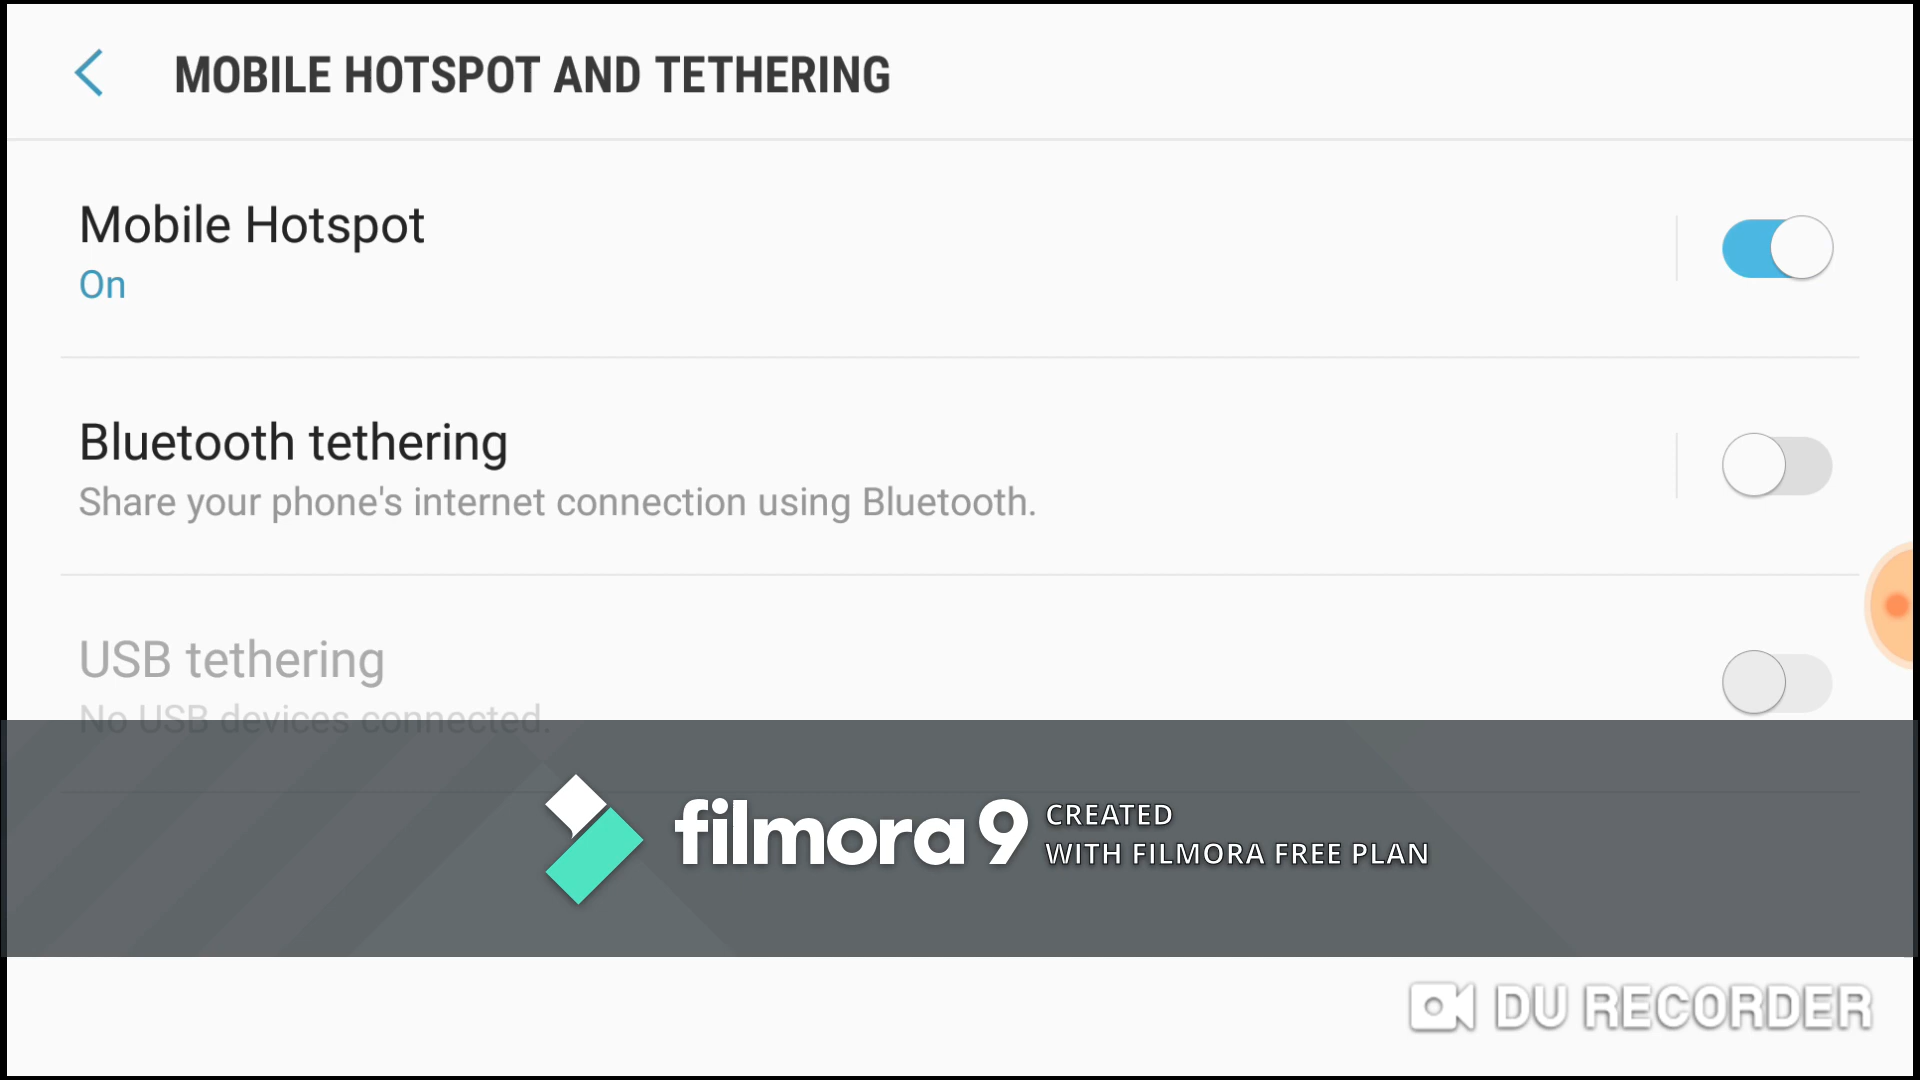 MOBILE HOTSPOT AND TETHERING
Mobile Hotspot
On
Bluetooth tethering
Share your phone's internet connection using Bluetooth.
USB tethering
No USB devices connected.
filmora 9
CREATED
WITH FILMORA FREE PLAN
DU RECORDER